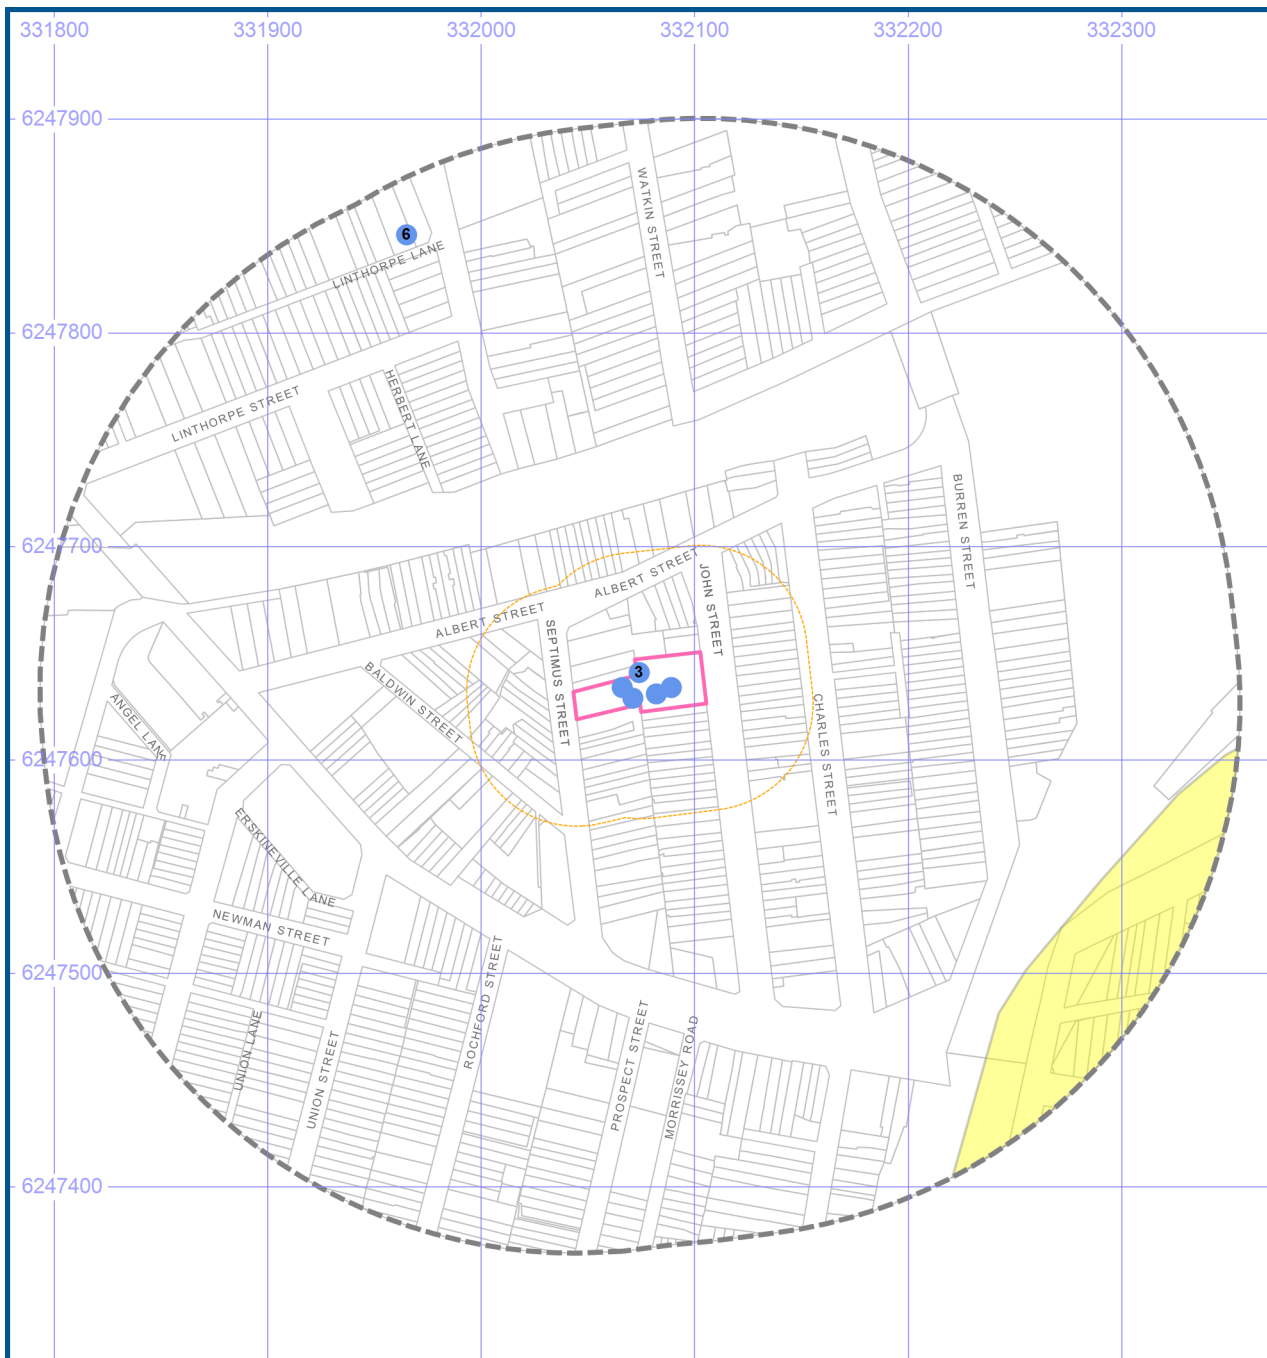 331800 331900 332000 332100 332200 332300
6247900
WATKIN STREET
6
LINTHORPE LANE
6247800
HERBERT LANE
LINTHORPE STREET
BURREN STREET
6247700
ALBERT STREET
JOHN STREET
ALBERT STREET
SEPTIMUS STREET
BALDWIN STREET
3
ANGEL LANE
CHARLES STREET
6247600
ERSKINEVILLE LANE
NEWMAN STREET
6247500
ROCHFORD STREET
PROSPECT STREET
UNION LANE
MORRISSEY ROAD
UNION STREET
6247400